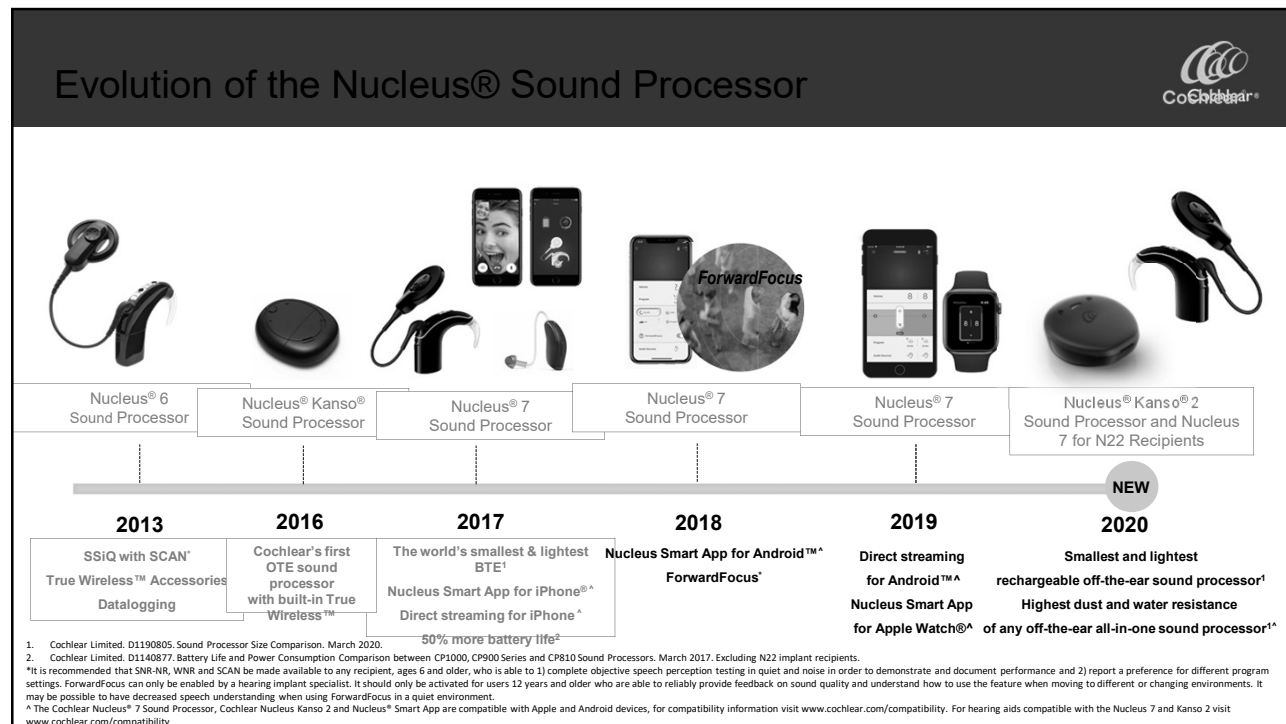 Evolution of the Nucleus® Sound Processor
Cochlear®
ForwardFocus
Nucleus® 6
Sound Processor
Nucleus® Kanso®
Sound Processor
Nucleus® 7
Sound Processor
Nucleus® 7
Sound Processor
Nucleus® 7
Sound Processor
Nucleus® Kanso® 2
Sound Processor and Nucleus
7 for N22 Recipients
NEW
2013
SSiQ with SCAN*
True Wireless™ Accessories
Datalogging
2016
Cochlear's first
OTE sound
processor
with built-in True
Wireless™
2017
The world's smallest & lightest
BTE¹
Nucleus Smart App for iPhone®^
Direct streaming for iPhone^
50% more battery life²
2018
Nucleus Smart App for Android™^
ForwardFocus*
2019
Direct streaming
for Android™^
Nucleus Smart App
for Apple Watch®^
2020
Smallest and lightest
rechargeable off-the-ear sound processor¹
Highest dust and water resistance
of any off-the-ear all-in-one sound processor¹^
1. Cochlear Limited. D1190805. Sound Processor Size Comparison. March 2020.
2. Cochlear Limited. D1140877. Battery Life and Power Consumption Comparison between CP1000, CP900 Series and CP810 Sound Processors. March 2017. Excluding N22 implant recipients.
*It is recommended that SNR-NR, WNR and SCAN be made available to any recipient, ages 6 and older, who is able to 1) complete objective speech perception testing in quiet and noise in order to demonstrate and document performance and 2) report a preference for different program
settings. ForwardFocus can only be enabled by a hearing implant specialist. It should only be activated for users 12 years and older who are able to reliably provide feedback on sound quality and understand how to use the feature when moving to different or changing environments. It
may be possible to have decreased speech understanding when using ForwardFocus in a quiet environment.
^ The Cochlear Nucleus® 7 Sound Processor, Cochlear Nucleus Kanso 2 and Nucleus® Smart App are compatible with Apple and Android devices, for compatibility information visit www.cochlear.com/compatibility. For hearing aids compatible with the Nucleus 7 and Kanso 2 visit
www.cochlear.com/compatibility